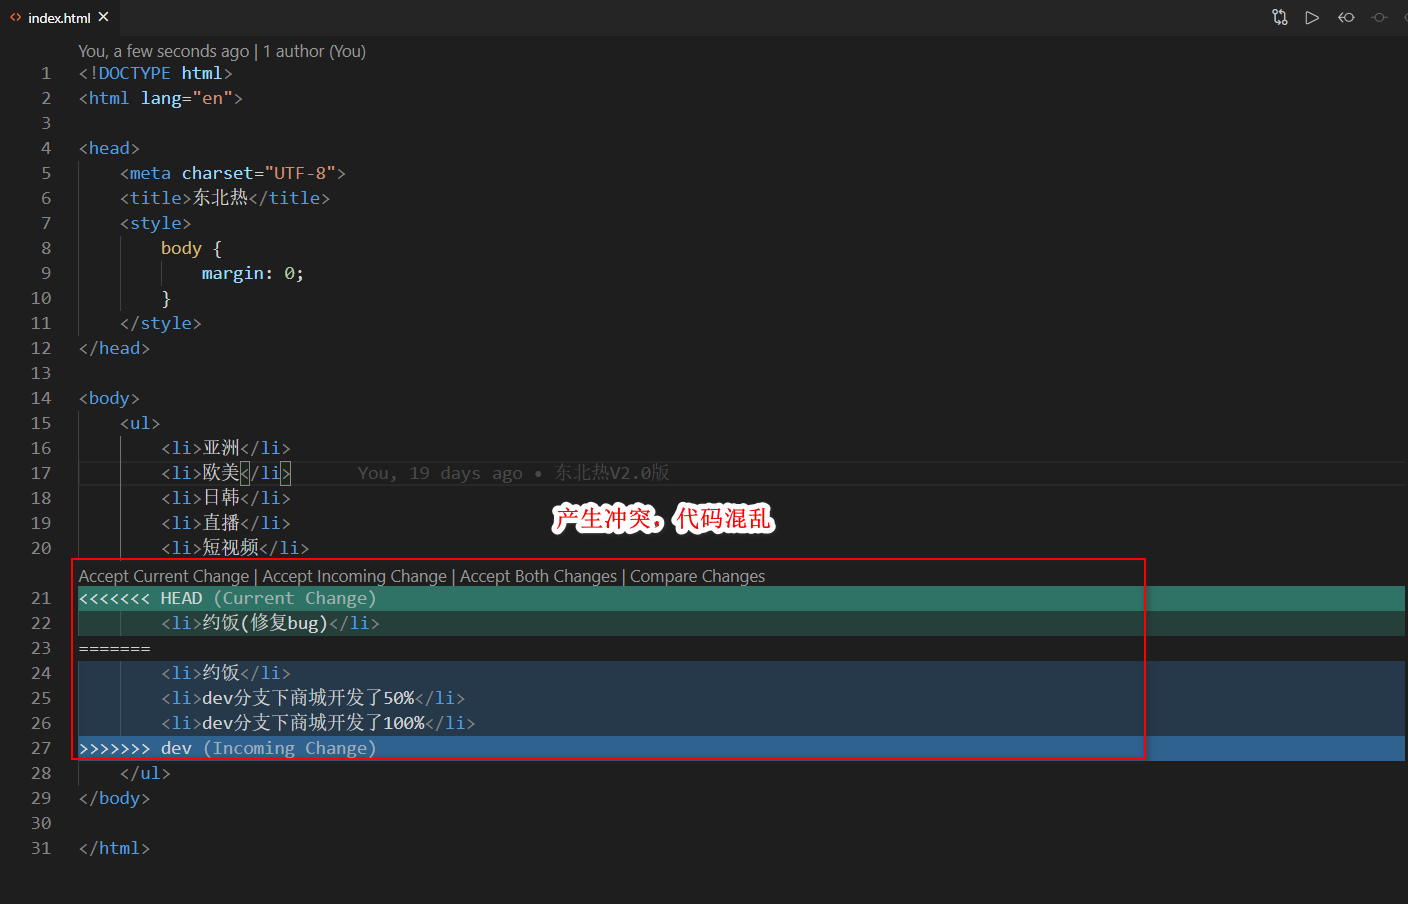 index.html
You, a few seconds ago | 1 author (You)
1 <!DOCTYPE html>
2 <html lang="en">
3
4 <head>
5 <meta charset="UTF-8">
6 <title>东北热</title>
7 <style>
8 body {
9 margin: 0;
10 }
11 </style>
12 </head>
13
14 <body>
15 <ul>
16 <li>亚洲</li>
17 <li>欧美</li> You, 19 days ago • 东北热V2.0版
18 <li>日韩</li>
产生冲突，代码混乱
19 <li>直播</li>
20 <li>短视频</li>
Accept Current Change | Accept Incoming Change | Accept Both Changes | Compare Changes
21 <<<<<<< HEAD (Current Change)
22 <li>约饭(修复bug)</li>
23 =======
24 <li>约饭</li>
25 <li>dev分支下商城开发了50%</li>
26 <li>dev分支下商城开发了100%</li>
27 >>>>>>> dev (Incoming Change)
28 </ul>
29 </body>
30
31 </html>